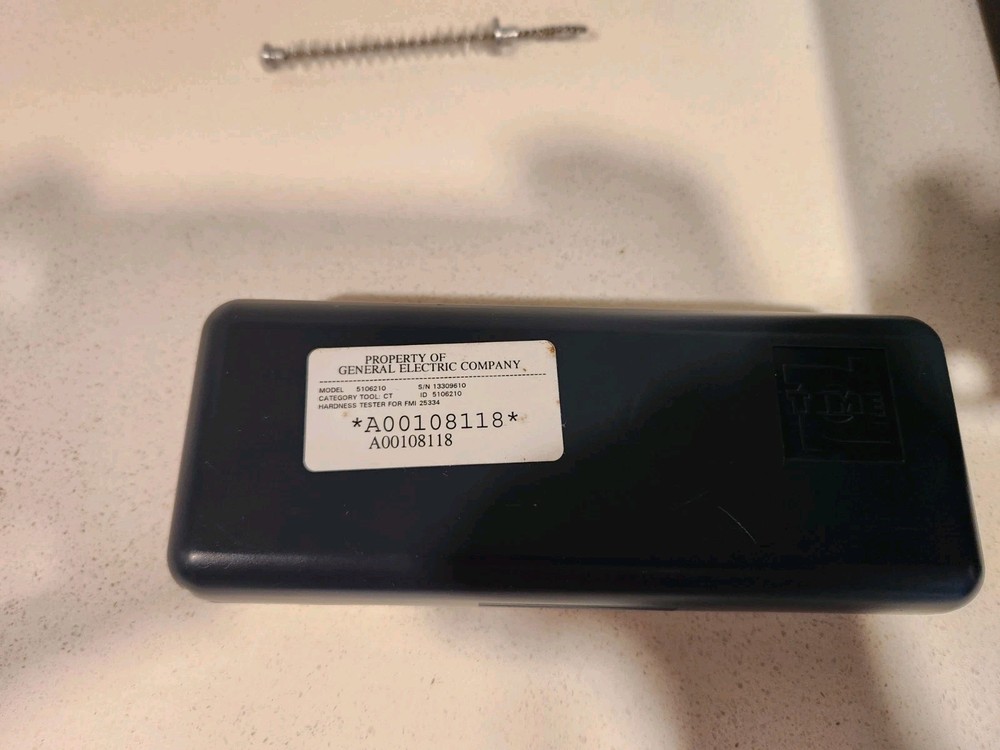 PROPERTY OF
GENERAL ELECTRIC COMPANY
MODEL 5106210 S/N 13309610
CATEGORY TOOL: CT ID 5106210
HARDNESS TESTER FOR FMI 25334
*A00108118*
A00108118